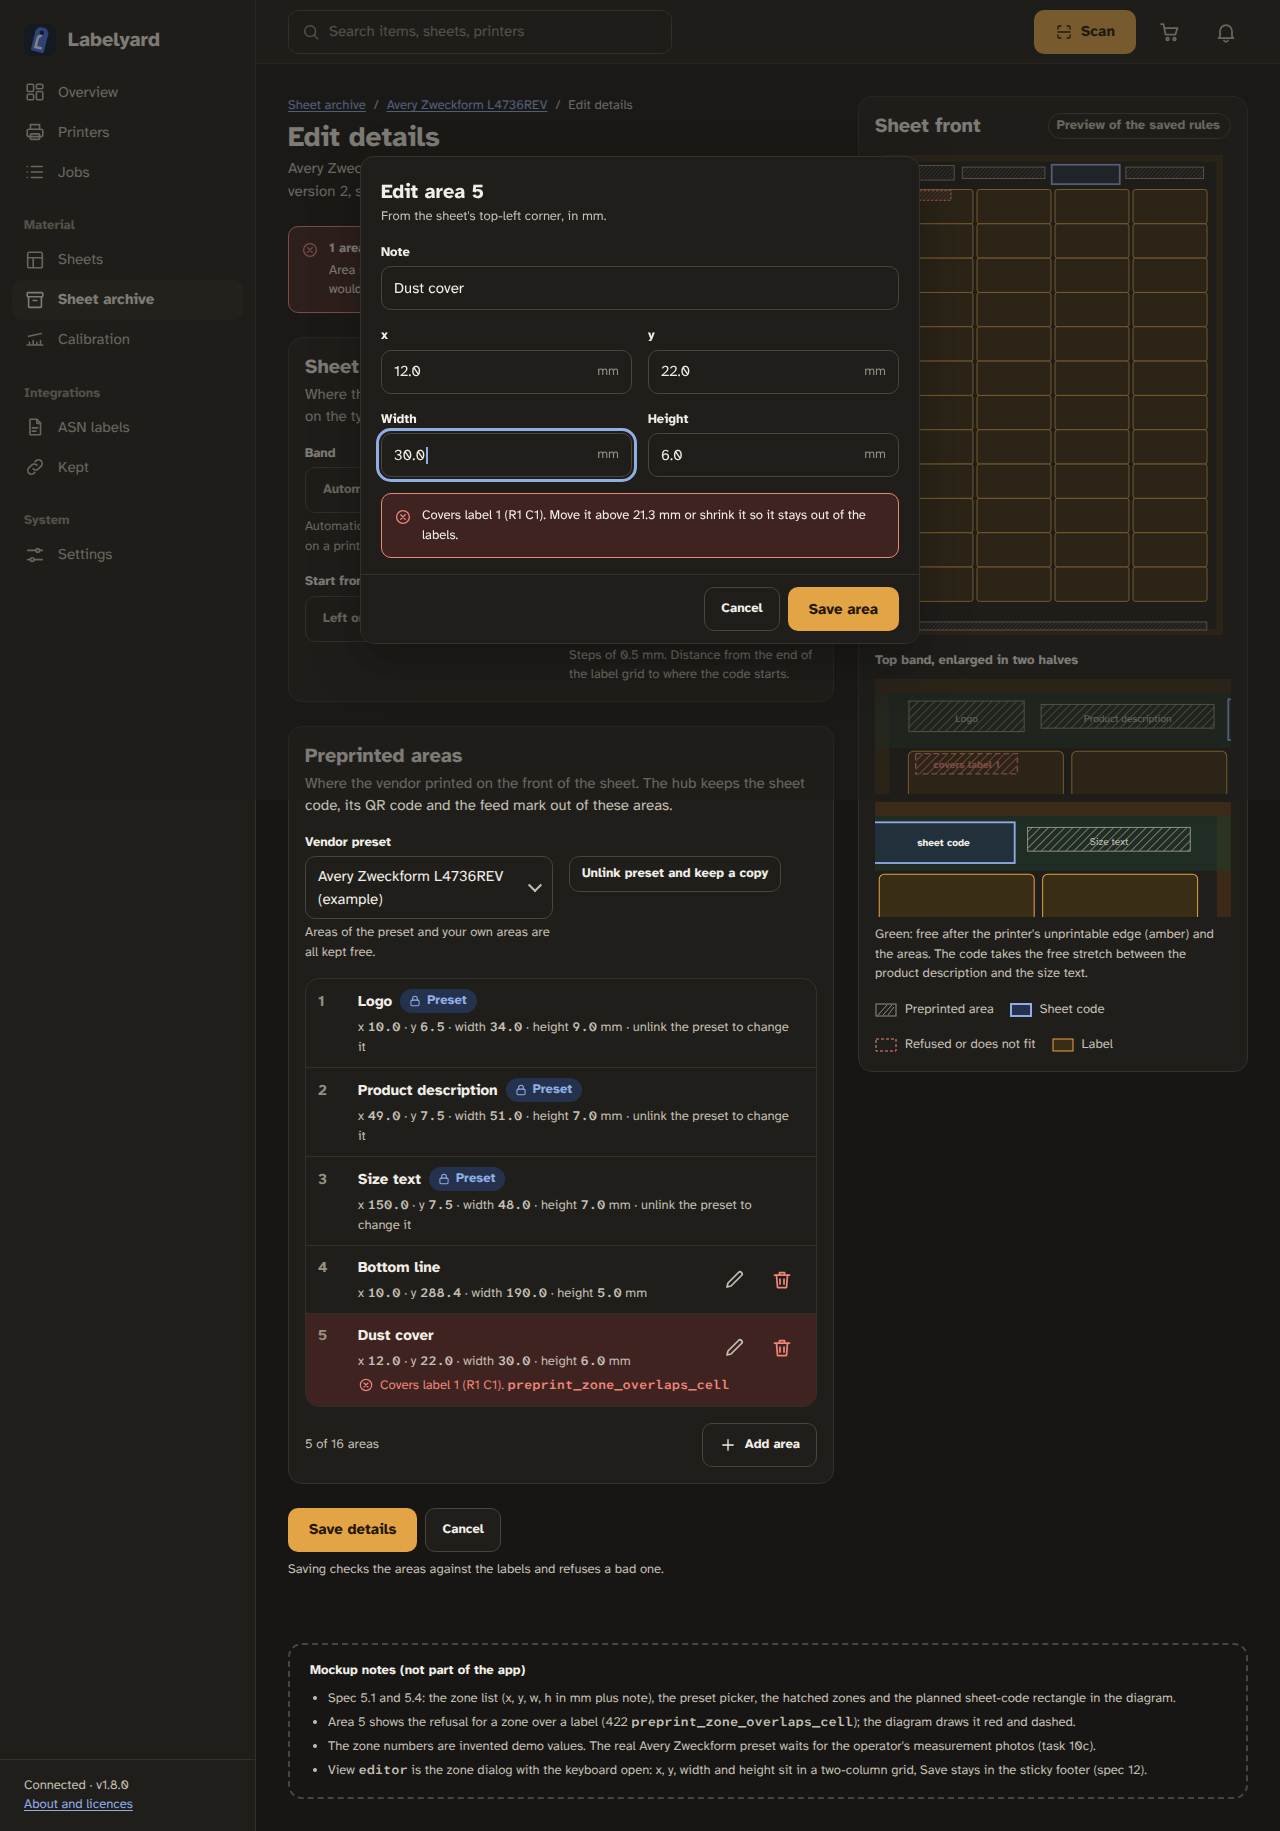 Labelyard
Search items, sheets, printers
Scan
Overview
Printers
Jobs
Material
Sheets
Sheet archive
Calibration
Integrations
ASN labels
Kept
System
Settings
Connected · v1.8.0
About and licences
Sheet archive / Avery Zweckform L4736REV / Edit details
Edit details
Avery Zwec
version 2, s
1 area
Area
would
Sheet
Where th
on the ty
Band
Autom
Automatic
on a print
Start from
Left o
Steps of 0.5 mm. Distance from the end of
the label grid to where the code starts.
Edit area 5
From the sheet's top-left corner, in mm.
Note
Dust cover
x
y
12.0 mm
22.0 mm
Width
Height
30.0 mm
6.0 mm
Covers label 1 (R1 C1). Move it above 21.3 mm or shrink it so it stays out of the
labels.
Cancel
Save area
Preprinted areas
Where the vendor printed on the front of the sheet. The hub keeps the sheet
code, its QR code and the feed mark out of these areas.
Vendor preset
Avery Zweckform L4736REV
(example)
Unlink preset and keep a copy
Areas of the preset and your own areas are
all kept free.
1 Logo Preset
x 10.0 · y 6.5 · width 34.0 · height 9.0 mm · unlink the preset to change
it
2 Product description Preset
x 49.0 · y 7.5 · width 51.0 · height 7.0 mm · unlink the preset to change
it
3 Size text Preset
x 150.0 · y 7.5 · width 48.0 · height 7.0 mm · unlink the preset to
change it
4 Bottom line
x 10.0 · y 288.4 · width 190.0 · height 5.0 mm
5 Dust cover
x 12.0 · y 22.0 · width 30.0 · height 6.0 mm
Covers label 1 (R1 C1). preprint_zone_overlaps_cell
5 of 16 areas
Add area
Save details
Cancel
Saving checks the areas against the labels and refuses a bad one.
Sheet front
Preview of the saved rules
Top band, enlarged in two halves
Logo
Product description
covers label 1
sheet code
Size text
Green: free after the printer's unprintable edge (amber) and
the areas. The code takes the free stretch between the
product description and the size text.
Preprinted area
Sheet code
Refused or does not fit
Label
Mockup notes (not part of the app)
• Spec 5.1 and 5.4: the zone list (x, y, w, h in mm plus note), the preset picker, the hatched zones and the planned sheet-code rectangle in the diagram.
• Area 5 shows the refusal for a zone over a label (422 preprint_zone_overlaps_cell); the diagram draws it red and dashed.
• The zone numbers are invented demo values. The real Avery Zweckform preset waits for the operator's measurement photos (task 10c).
• View editor is the zone dialog with the keyboard open: x, y, width and height sit in a two-column grid, Save stays in the sticky footer (spec 12).